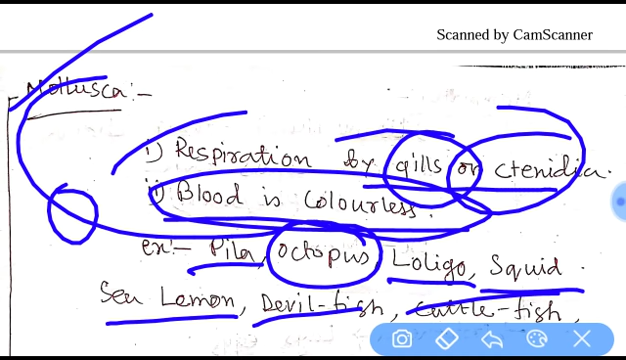 Scanned by CamScanner
Mollusca:-
i) Respiration by gills or ctenidia.
ii) Blood is colourless.
ex:- Pila, Octopus, Loligo, Squid.
Sea Lemon, Devil-fish, Cuttle-fish,